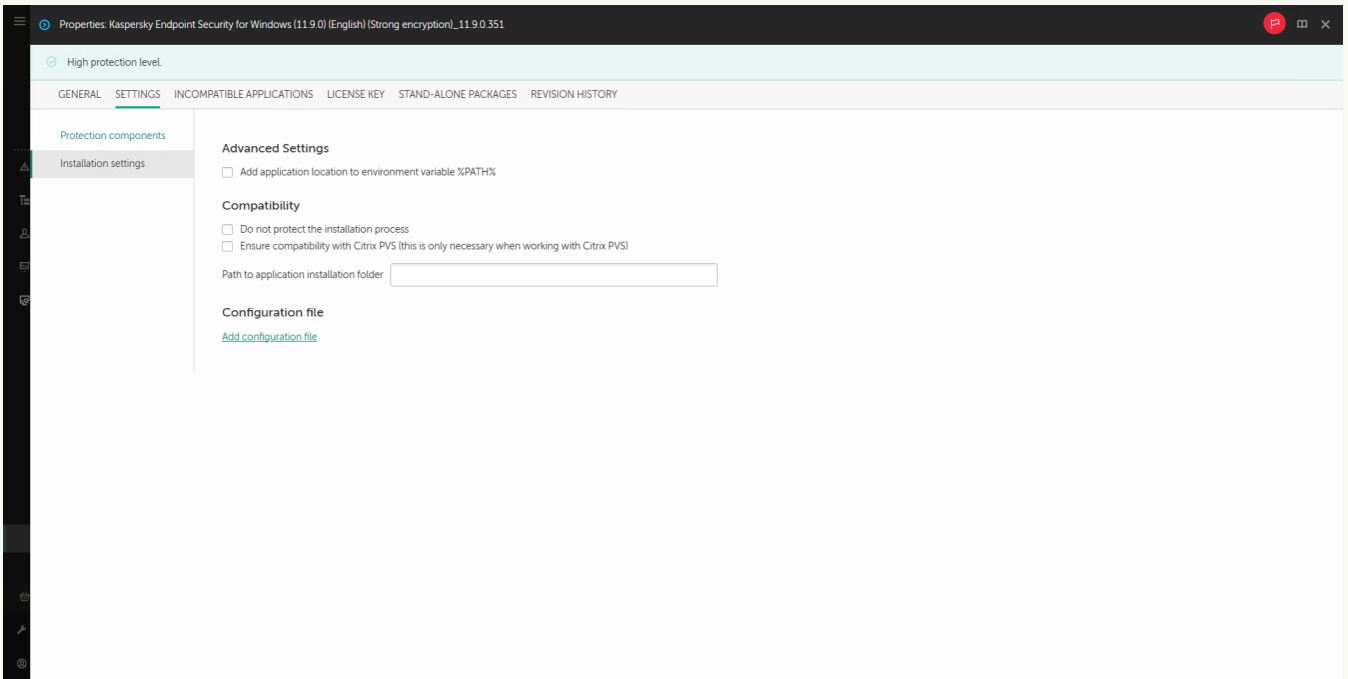 Properties: Kaspersky Endpoint Security for Windows (11.9.0) (English) (Strong encryption)_11.9.0.351
High protection level.
GENERAL SETTINGS INCOMPATIBLE APPLICATIONS LICENSE KEY STAND-ALONE PACKAGES REVISION HISTORY
Protection components
Installation settings
Advanced Settings
Add application location to environment variable %PATH%
Compatibility
Do not protect the installation process
Ensure compatibility with Citrix PVS (this is only necessary when working with Citrix PVS)
Path to application installation folder
Configuration file
Add configuration file